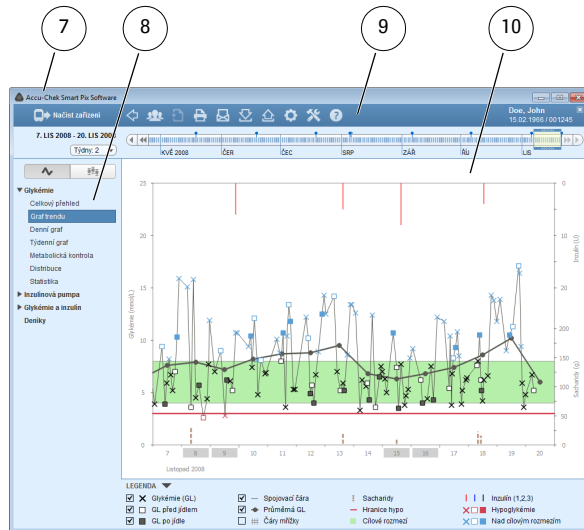 7
8
9
10
Accu-Chek Smart Pix Software
Načíst zařízení
Doe, John
15.02.1966 / 001245
7. LIS 2008 - 20. LIS 2008
Týdny: 2
KVĚ 2008 ČER ČEC SRP ZÁŘ ŘÍJ LIS
Glykémie
Celkový přehled
Graf trendu
Denní graf
Týdenní graf
Metabolická kontrola
Distribuce
Statistika
Inzulínová pumpa
Glykémie a inzulín
Deníky
Glykémie (mmol/L)
25
20
15
10
5
0
Inzulín (U)
0
10
20
Sacharidy (g)
200
150
100
50
0
7 8 9 10 11 12 13 14 15 16 17 18 19 20
Listopad 2008
LEGENDA
Glykémie (GL) Spojovací čára Sacharidy Inzulín (1,2,3)
GL před jídlem Průměrná GL Hranice hypo Hypoglykémie
GL po jídle Čáry mřížky Cílové rozmezí Nad cílovým rozmezím